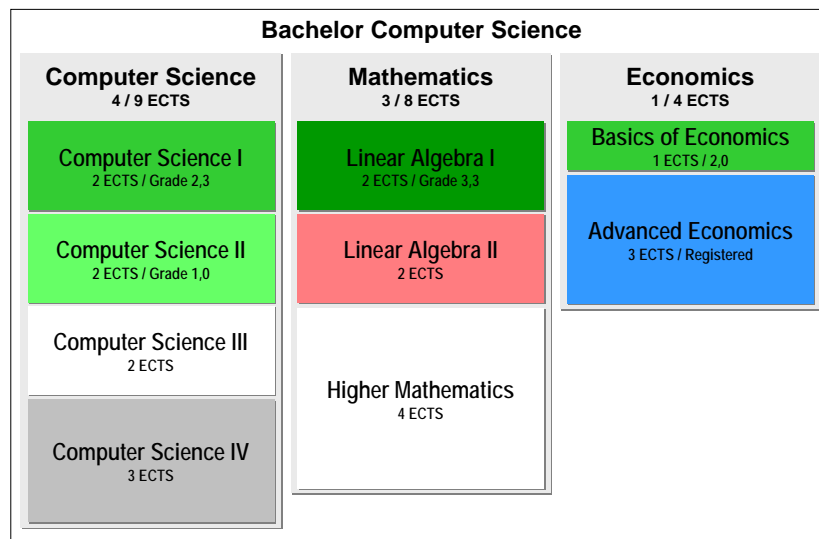 Bachelor Computer Science
Computer Science
4 / 9 ECTS
Computer Science I
2 ECTS / Grade 2,3
Computer Science II
2 ECTS / Grade 1,0
Computer Science III
2 ECTS
Computer Science IV
3 ECTS
Mathematics
3 / 8 ECTS
Linear Algebra I
2 ECTS / Grade 3,3
Linear Algebra II
2 ECTS
Higher Mathematics
4 ECTS
Economics
1 / 4 ECTS
Basics of Economics
1 ECTS / 2,0
Advanced Economics
3 ECTS / Registered